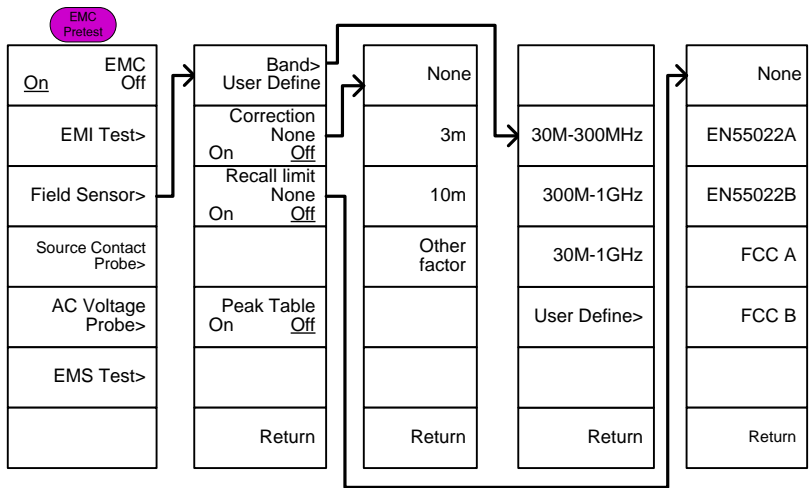 EMC
Pretest
EMC
On Off
EMI Test>
Field Sensor>
Source Contact
Probe>
AC Voltage
Probe>
EMS Test>
Band>
User Define
Correction
None
On Off
Recall limit
None
On Off
Peak Table
On Off
Return
None
3m
10m
Other
factor
Return
30M-300MHz
300M-1GHz
30M-1GHz
User Define>
Return
None
EN55022A
EN55022B
FCC A
FCC B
Return